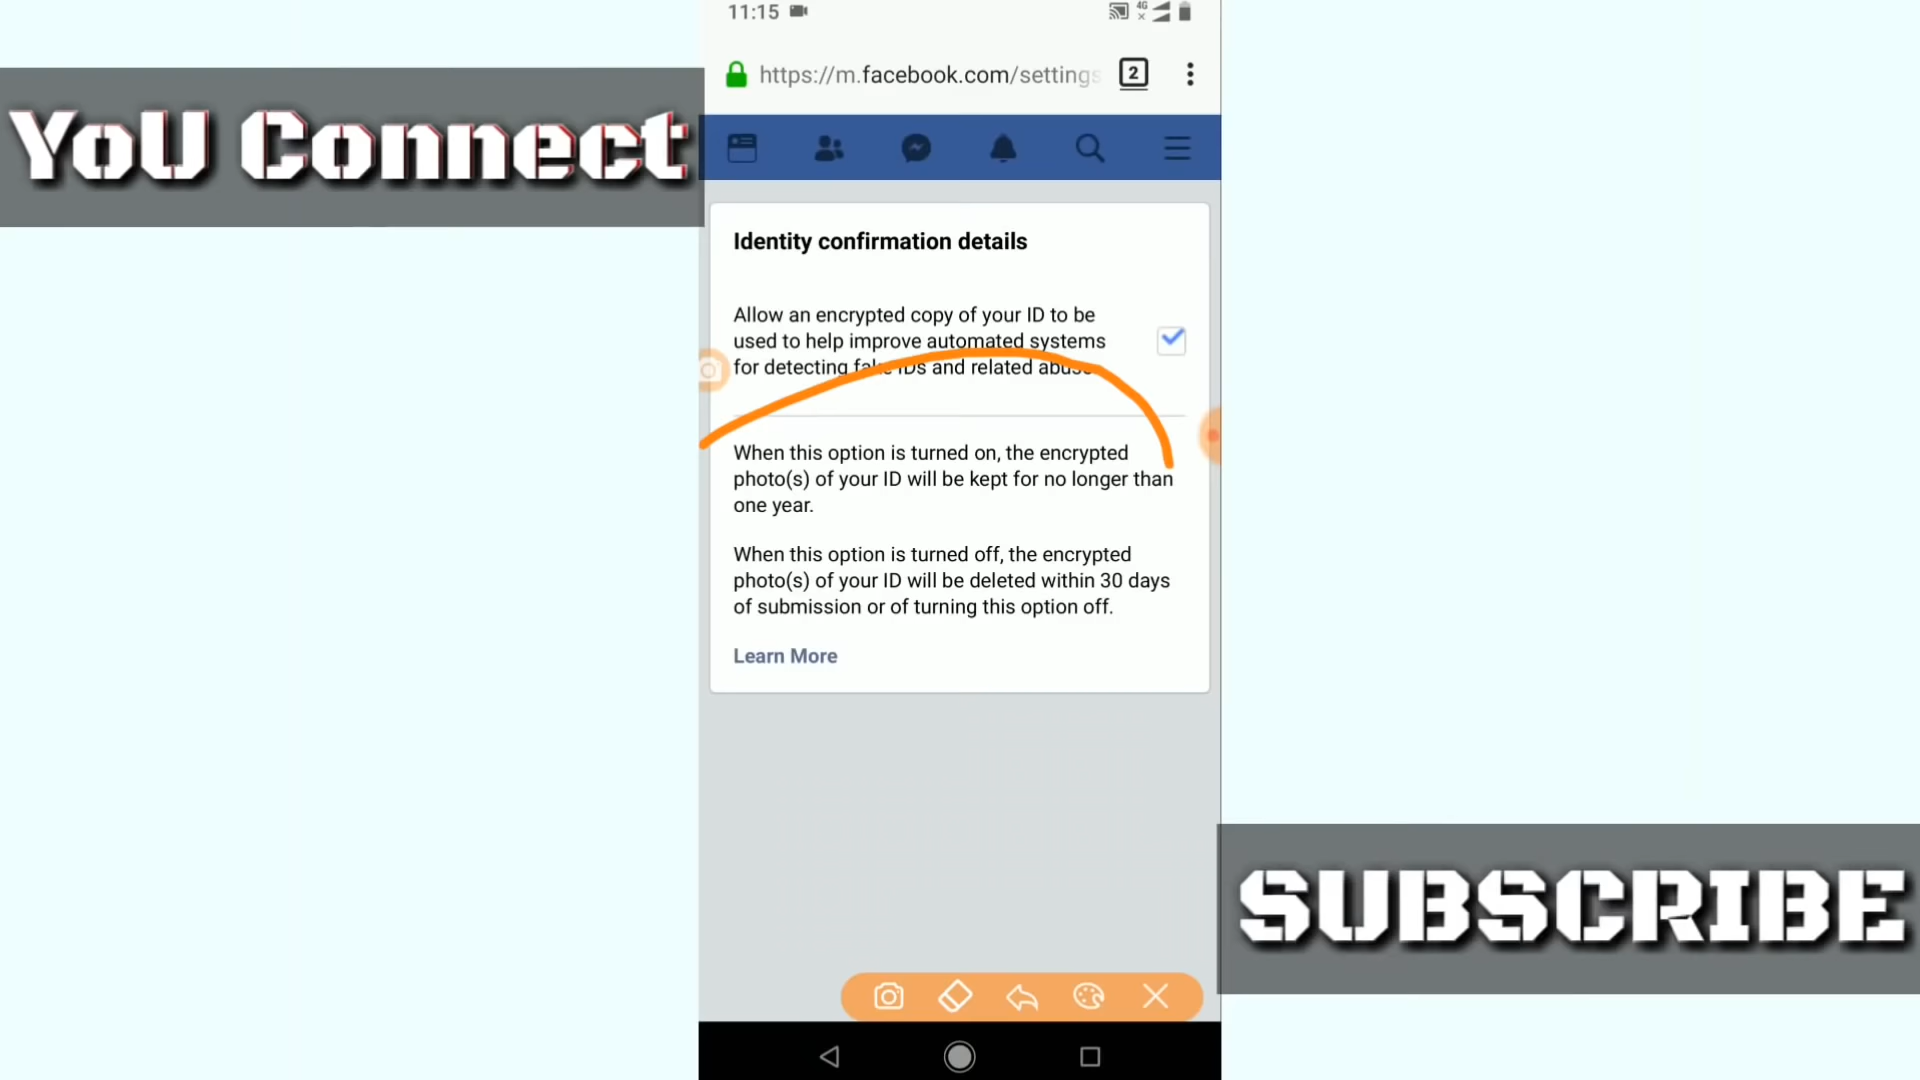 11:15
4G
https://m.facebook.com/settings
2
YoU Connect
Identity confirmation details
Allow an encrypted copy of your ID to be
used to help improve automated systems
for detecting fake IDs and related abuse
When this option is turned on, the encrypted
photo(s) of your ID will be kept for no longer than
one year.
When this option is turned off, the encrypted
photo(s) of your ID will be deleted within 30 days
of submission or of turning this option off.
Learn More
SUBSCRIBE